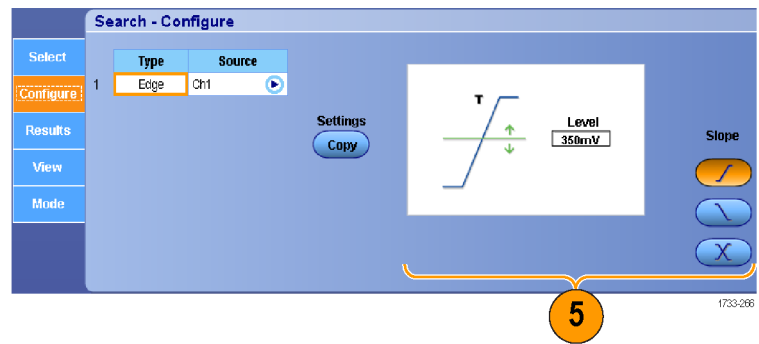 Search - Configure
Select
Configure
Results
View
Mode
Type Source
1 Edge Ch1
Settings
Copy
T
Level
350mV
Slope
5
1733-266